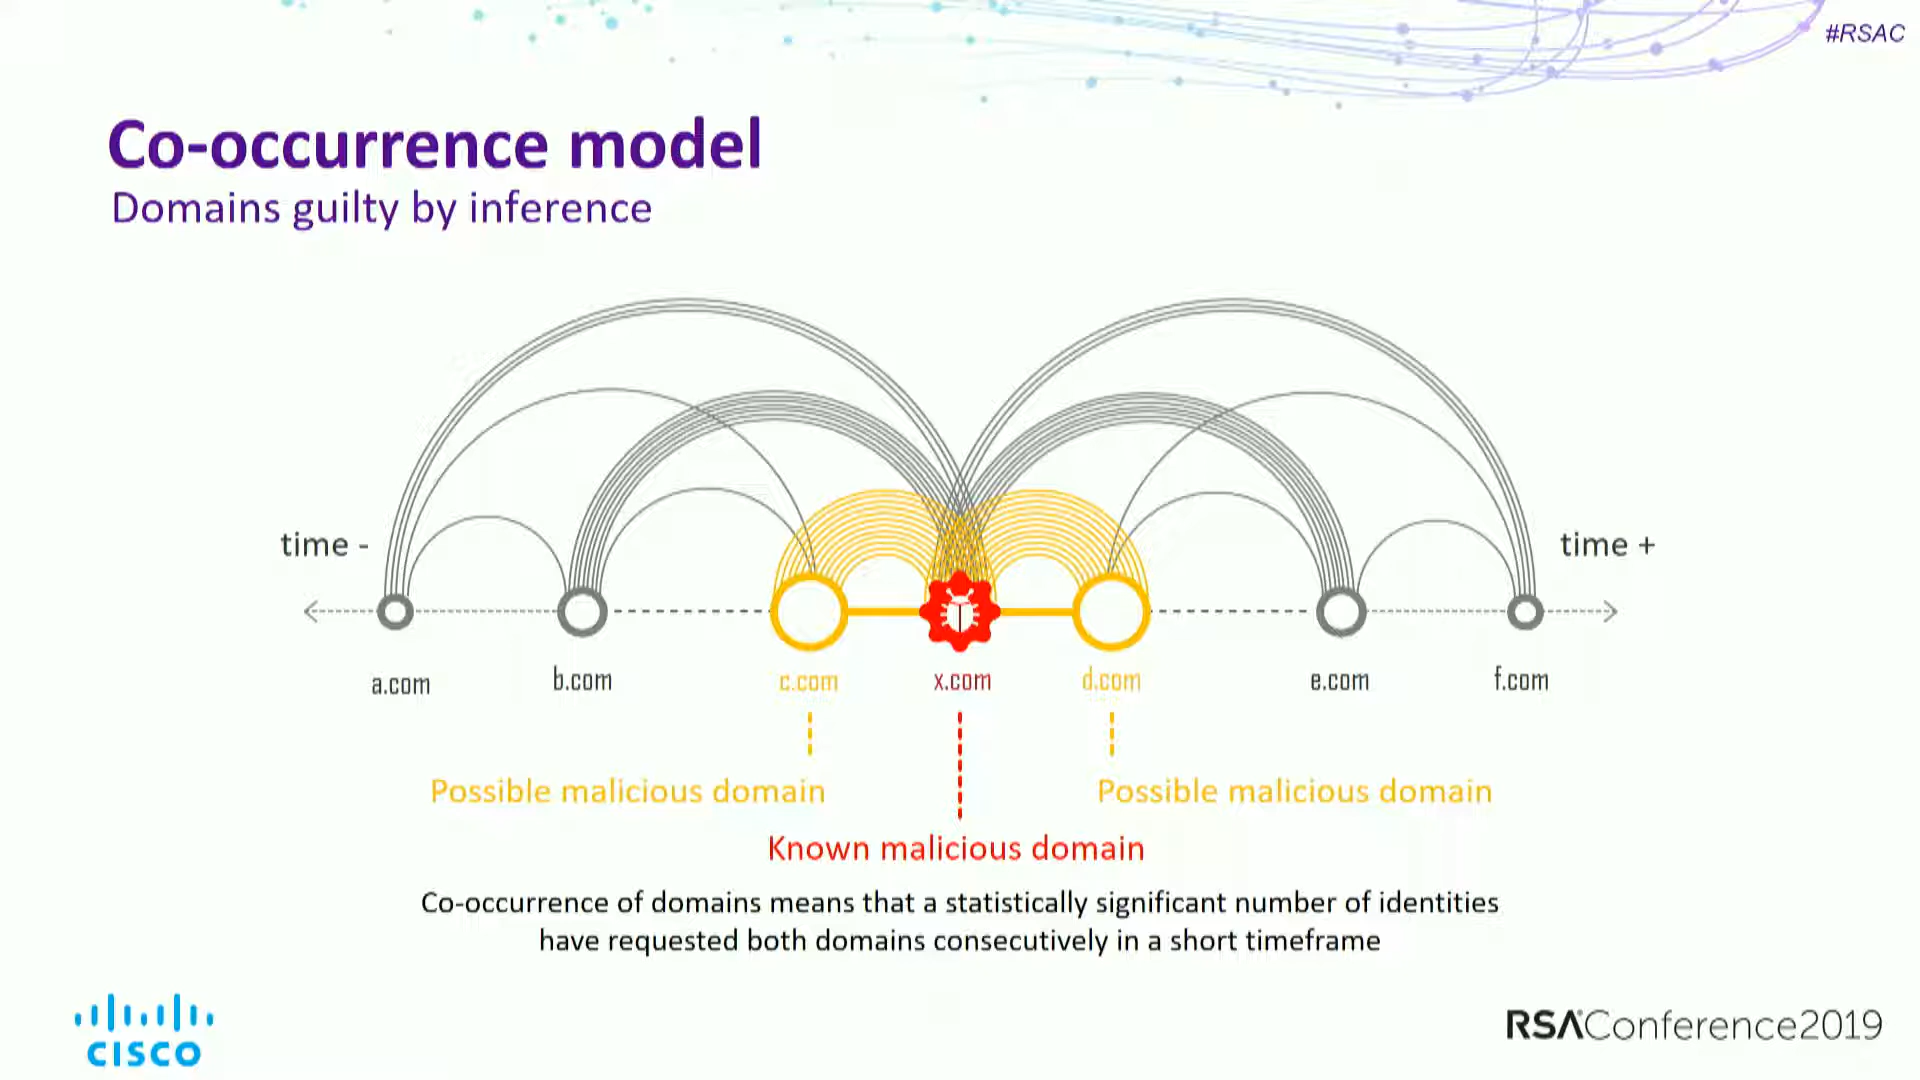 #RSAC
Co-occurrence model
Domains guilty by inference
time -
time +
a.com
b.com
c.com
x.com
d.com
e.com
f.com
Possible malicious domain
Possible malicious domain
Known malicious domain
Co-occurrence of domains means that a statistically significant number of identities
have requested both domains consecutively in a short timeframe
CISCO
RSAConference2019